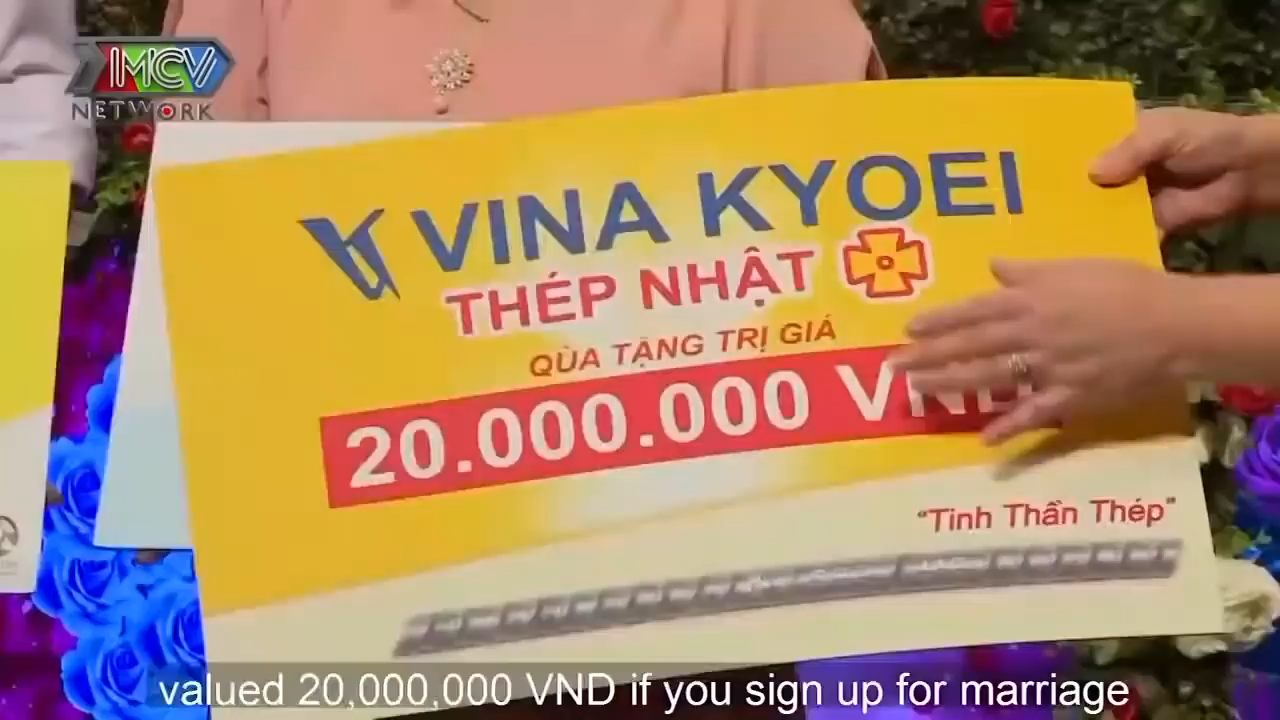 MCV
NETWORK
VINA KYOEI
THÉP NHẬT
QÙA TẶNG TRỊ GIÁ
20.000.000 VND
“Tinh Thần Thép”
valued 20,000,000 VND if you sign up for marriage